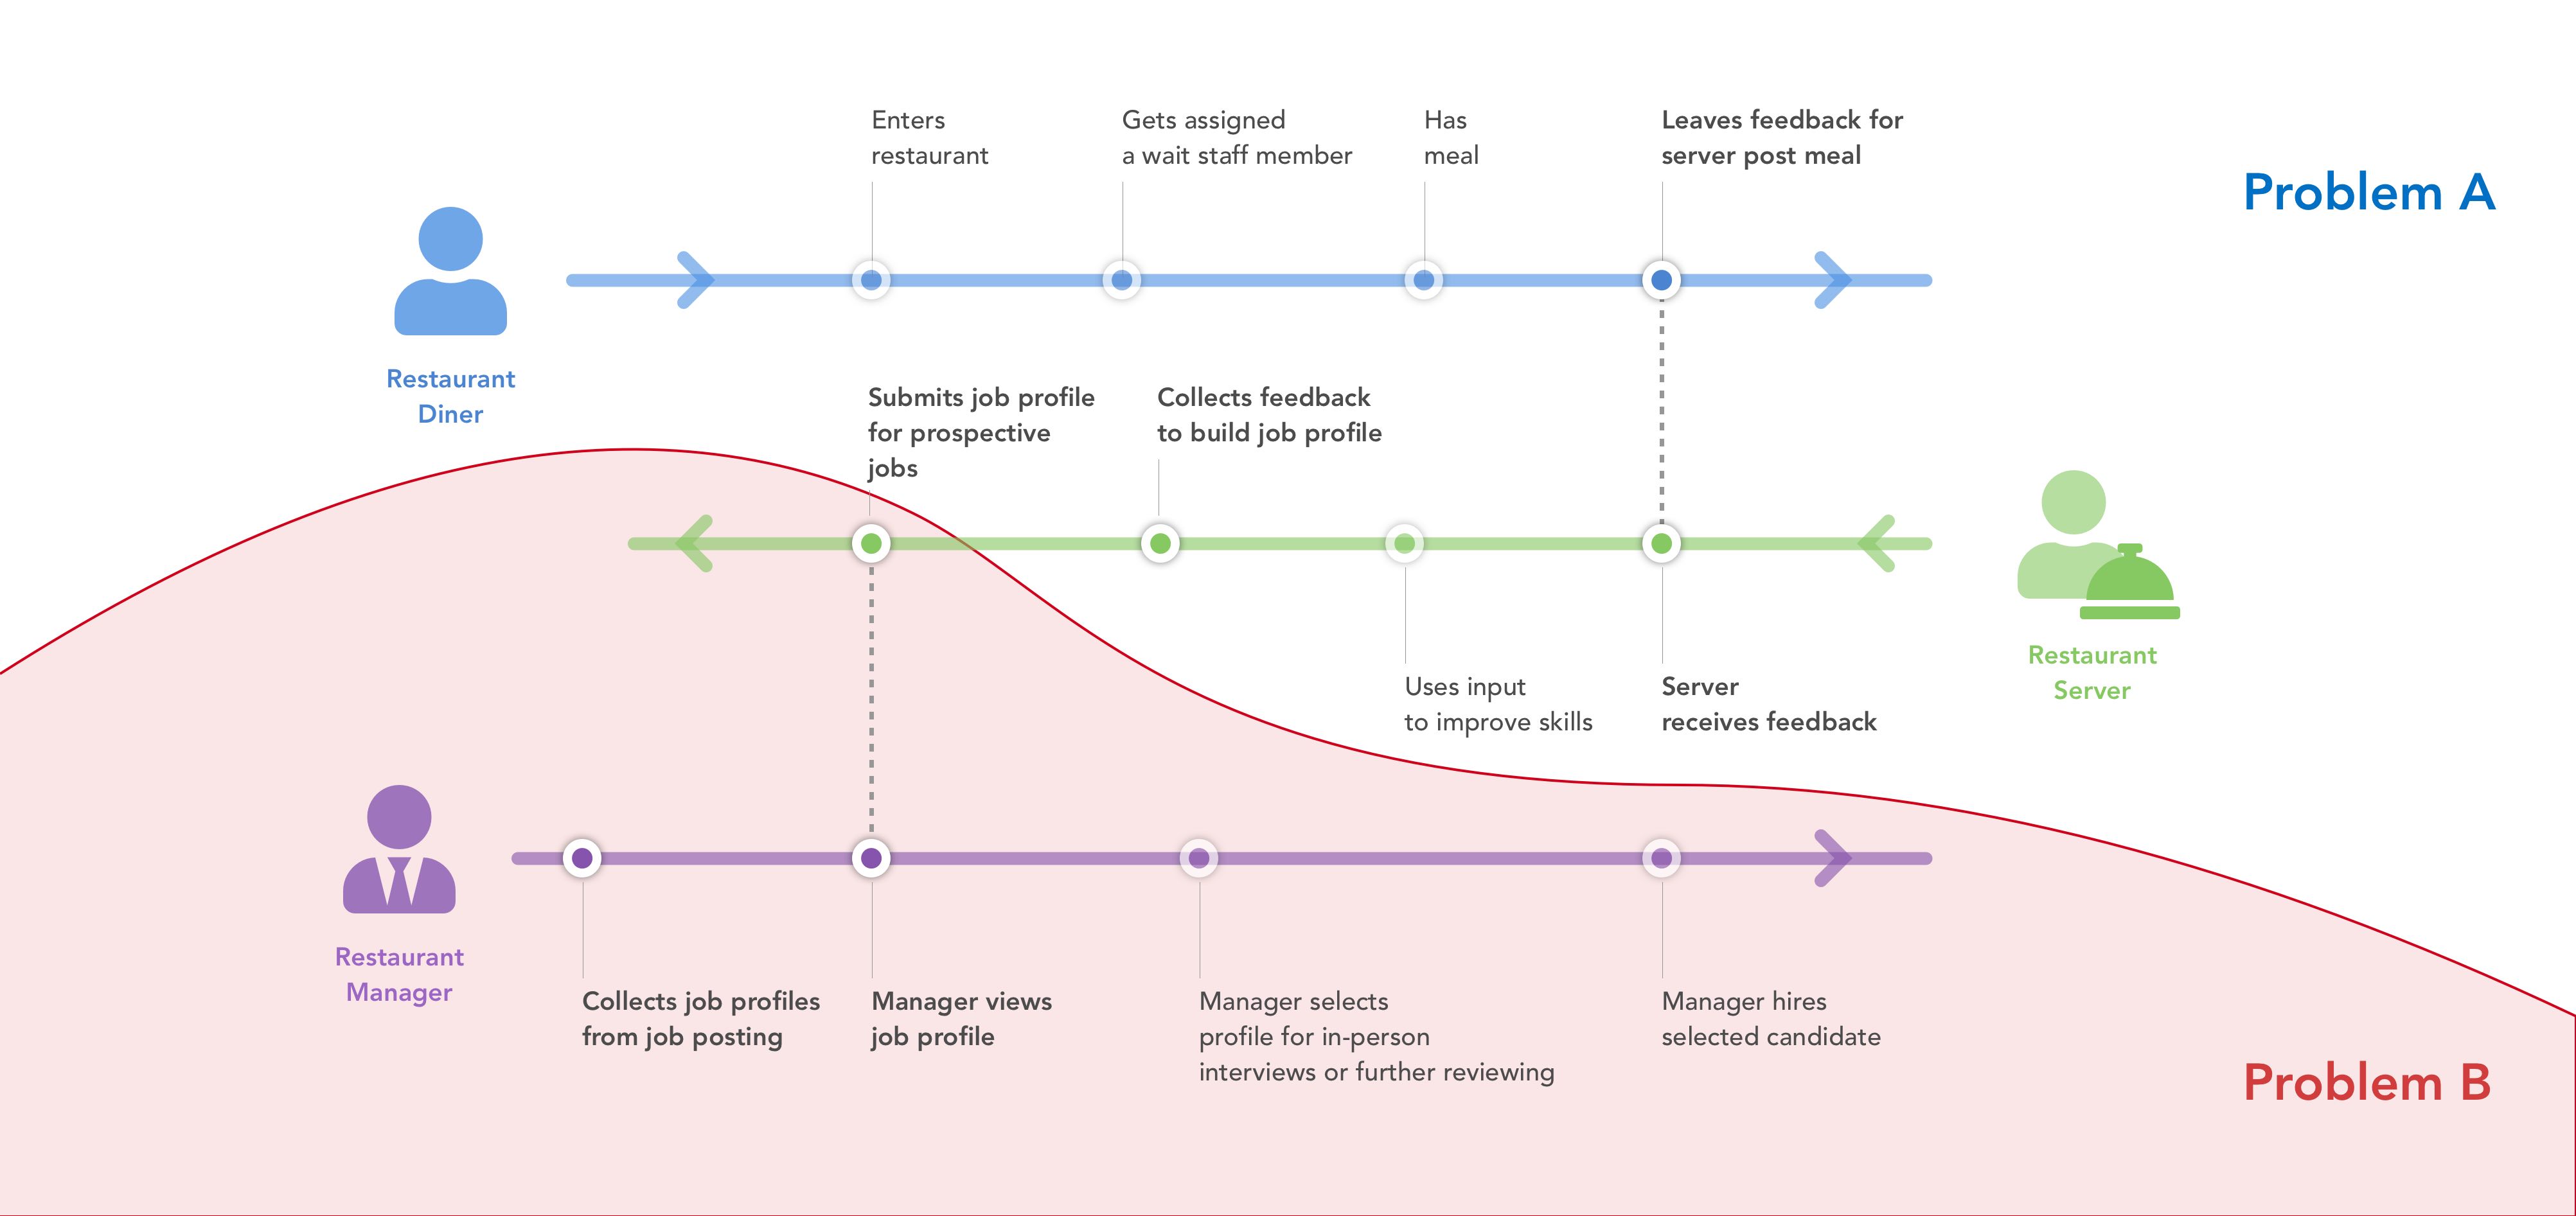 Enters
restaurant
Gets assigned
a wait staff member
Has
meal
Leaves feedback for
server post meal
Problem A
Restaurant
Diner
Submits job profile
for prospective
jobs
Collects feedback
to build job profile
Uses input
to improve skills
Server
receives feedback
Restaurant
Server
Restaurant
Manager
Collects job profiles
from job posting
Manager views
job profile
Manager selects
profile for in-person
interviews or further reviewing
Manager hires
selected candidate
Problem B